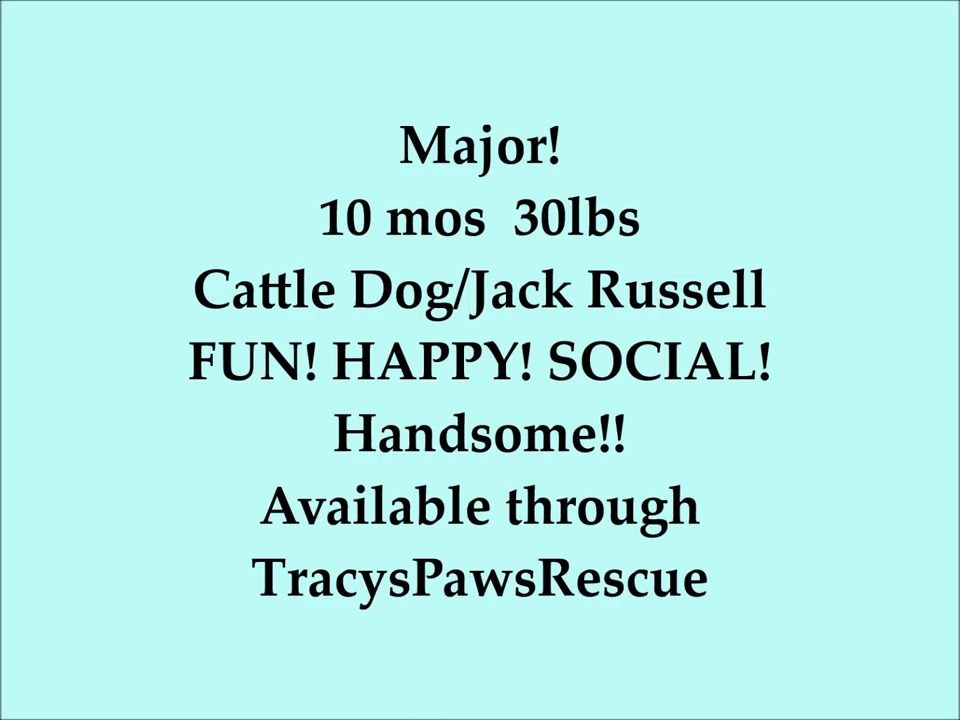 Major!
10 mos  30lbs
Cattle Dog/Jack Russell
FUN! HAPPY! SOCIAL!
Handsome!!
Available through
TracysPawsRescue